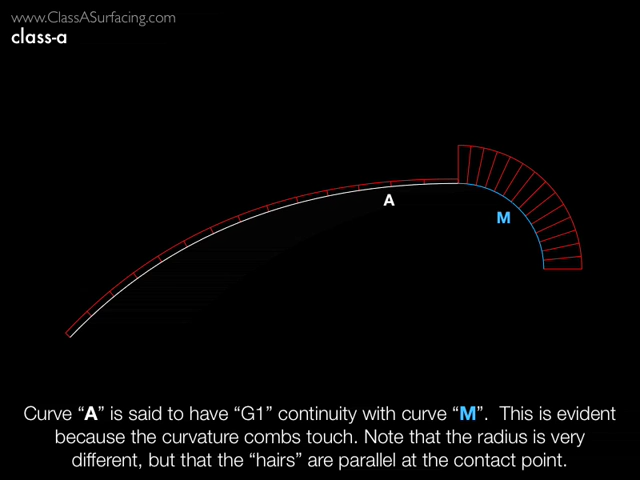 www.ClassASurfacing.com
class-a
A
M
Curve “A” is said to have “G1” continuity with curve “M”. This is evident
because the curvature combs touch. Note that the radius is very
different, but that the “hairs” are parallel at the contact point.